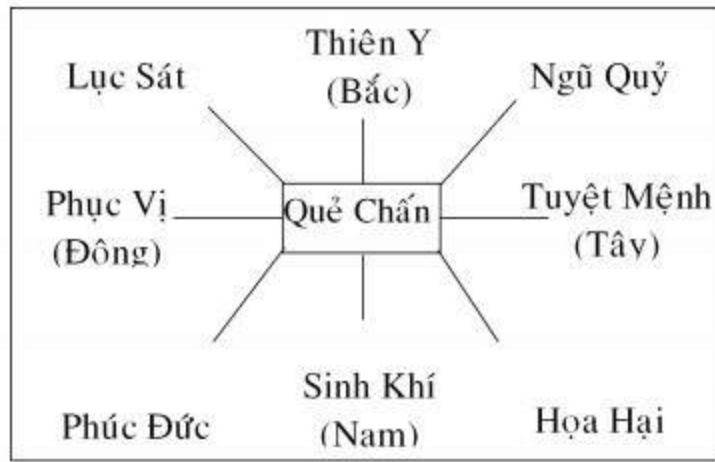 Thiên Y
Lục Sát
(Bắc)
Ngũ Quỷ
Phục Vị
(Đông)
Quẻ Chấn
Tuyệt Mệnh
(Tây)
Phúc Đức
Sinh Khí
(Nam)
Họa Hại